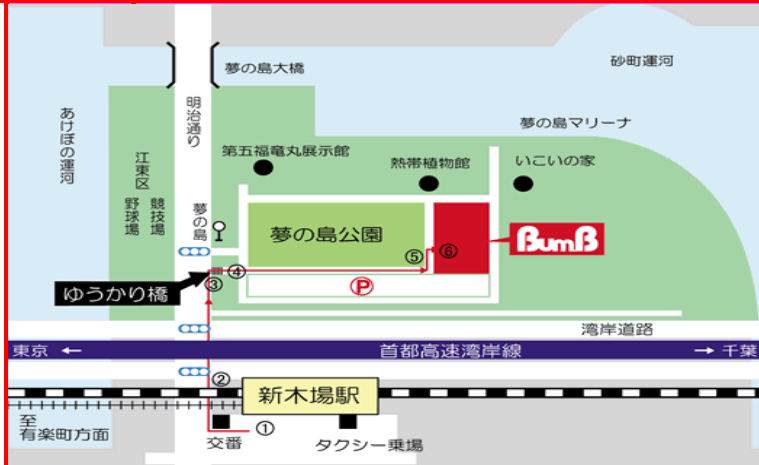 夢の島大橋
砂町運河
明治通り
あけぼの運河
夢の島マリーナ
江東区
競技場
野球場
第五福竜丸展示館
熱帯植物館
いこいの家
夢の島
夢の島公園
BumB
⑤
⑥
④
③
ゆうかり橋
P
湾岸道路
東京 ←
首都高速湾岸線
→ 千葉
②
新木場駅
至
有楽町方面
交番
①
タクシー乗場